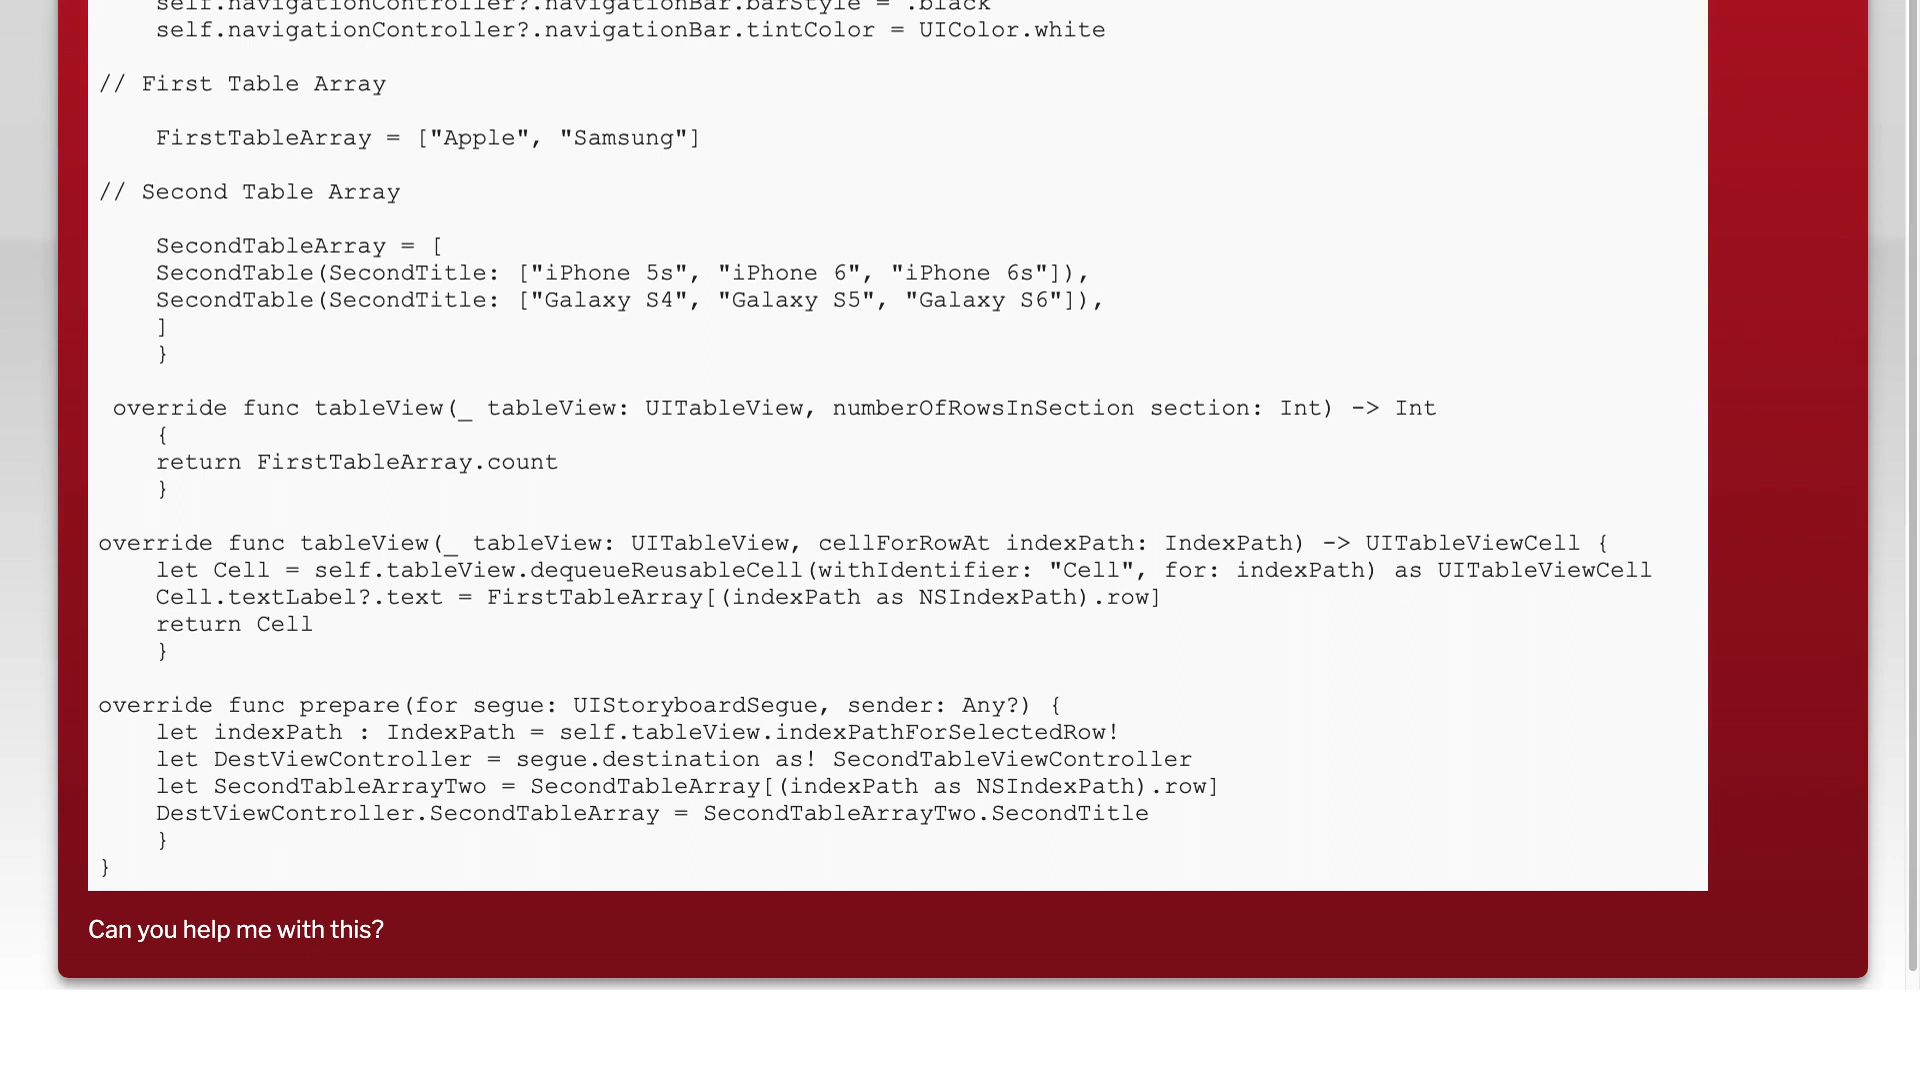 self.navigationController?.navigationBar.barStyle = .black
self.navigationController?.navigationBar.tintColor = UIColor.white
// First Table Array
FirstTableArray = ["Apple", "Samsung"]
// Second Table Array
SecondTableArray = [
SecondTable(SecondTitle: ["iPhone 5s", "iPhone 6", "iPhone 6s"]),
SecondTable(SecondTitle: ["Galaxy S4", "Galaxy S5", "Galaxy S6"]),
]
}
override func tableView(_ tableView: UITableView, numberOfRowsInSection section: Int) -> Int
{
return FirstTableArray.count
}
override func tableView(_ tableView: UITableView, cellForRowAt indexPath: IndexPath) -> UITableViewCell {
let Cell = self.tableView.dequeueReusableCell(withIdentifier: "Cell", for: indexPath) as UITableViewCell
Cell.textLabel?.text = FirstTableArray[(indexPath as NSIndexPath).row]
return Cell
}
override func prepare(for segue: UIStoryboardSegue, sender: Any?) {
let indexPath : IndexPath = self.tableView.indexPathForSelectedRow!
let DestViewController = segue.destination as! SecondTableViewController
let SecondTableArrayTwo = SecondTableArray[(indexPath as NSIndexPath).row]
DestViewController.SecondTableArray = SecondTableArrayTwo.SecondTitle
}
}
Can you help me with this?